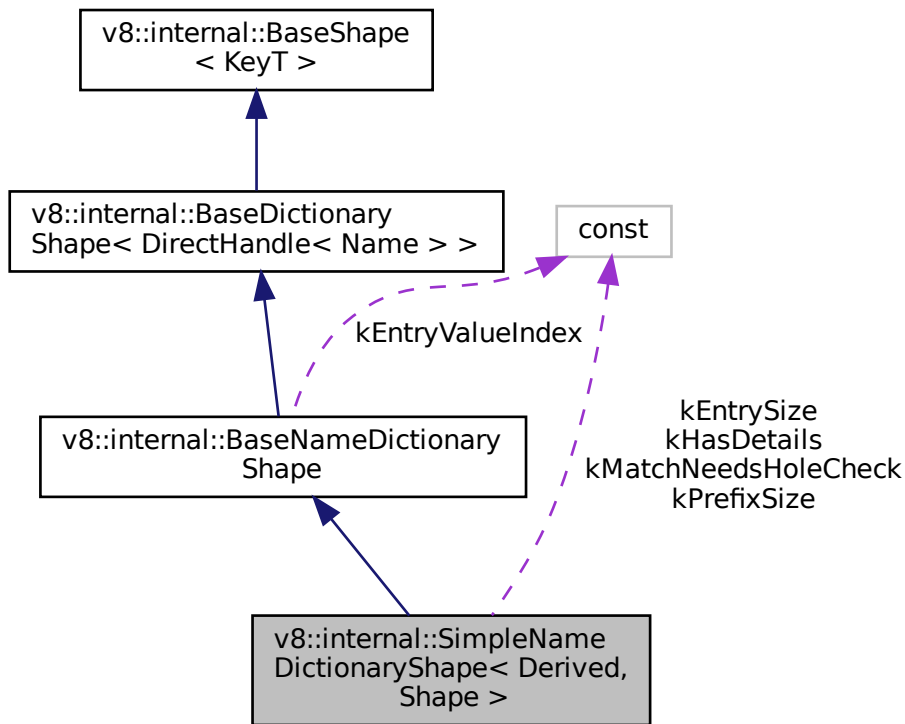 v8::internal::BaseShape
< KeyT >
v8::internal::BaseDictionary
Shape< DirectHandle< Name > >
const
kEntryValueIndex
v8::internal::BaseNameDictionary
Shape
kEntrySize
kHasDetails
kMatchNeedsHoleCheck
kPrefixSize
v8::internal::SimpleName
DictionaryShape< Derived,
Shape >